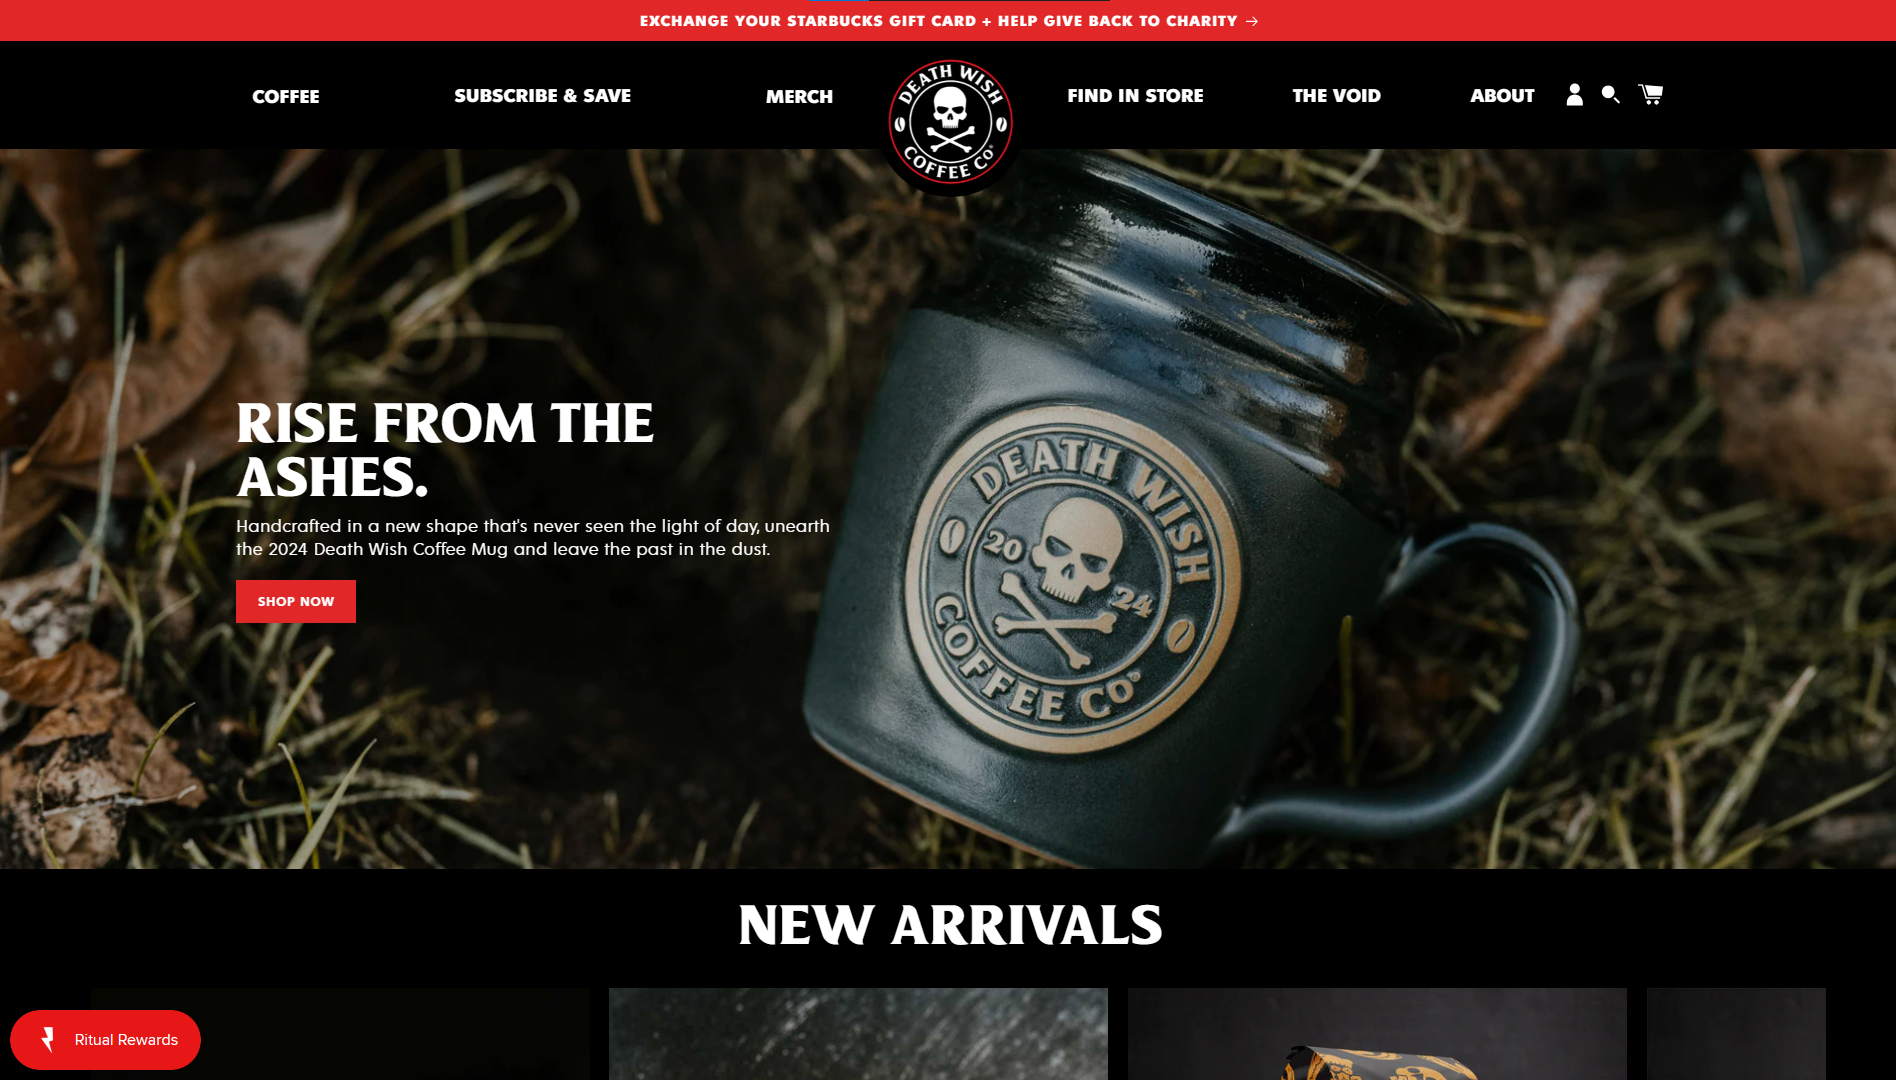 EXCHANGE YOUR STARBUCKS GIFT CARD + HELP GIVE BACK TO CHARITY →
COFFEE
SUBSCRIBE & SAVE
MERCH
DEATH WISH
COFFEE CO®
FIND IN STORE
THE VOID
ABOUT
RISE FROM THE
ASHES.
Handcrafted in a new shape that's never seen the light of day, unearth
the 2024 Death Wish Coffee Mug and leave the past in the dust.
SHOP NOW
DEATH WISH
20 24
COFFEE CO®
NEW ARRIVALS
Ritual Rewards